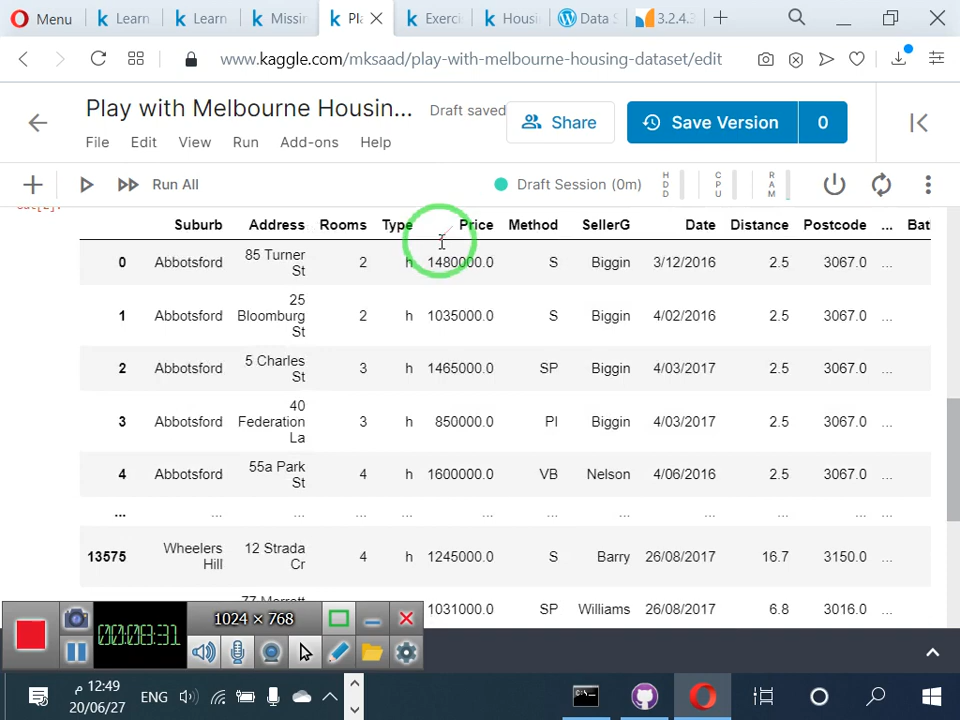 Menu Learn Learn Missin Pla Exerci Housi Data S 3.2.4.3
www.kaggle.com/mksaad/play-with-melbourne-housing-dataset/edit
Play with Melbourne Housin... Draft saved Share Save Version 0
File Edit View Run Add-ons Help
Run All Draft Session (0m) HDD CPU RAM
Suburb Address Rooms Type Price Method SellerG Date Distance Postcode ... Bat
0 Abbotsford 85 Turner St 2 h 1480000.0 S Biggin 3/12/2016 2.5 3067.0 ...
1 Abbotsford 25 Bloomburg St 2 h 1035000.0 S Biggin 4/02/2016 2.5 3067.0 ...
2 Abbotsford 5 Charles St 3 h 1465000.0 SP Biggin 4/03/2017 2.5 3067.0 ...
3 Abbotsford 40 Federation La 3 h 850000.0 PI Biggin 4/03/2017 2.5 3067.0 ...
4 Abbotsford 55a Park St 4 h 1600000.0 VB Nelson 4/06/2016 2.5 3067.0 ...
... ... ... ... ... ... ... ... ... ... ... ...
13575 Wheelers Hill 12 Strada Cr 4 h 1245000.0 S Barry 26/08/2017 16.7 3150.0 ...
1031000.0 SP Williams 26/08/2017 6.8 3016.0 ...
1024 × 768
00:03:31
ENG 12:49 م
20/06/27